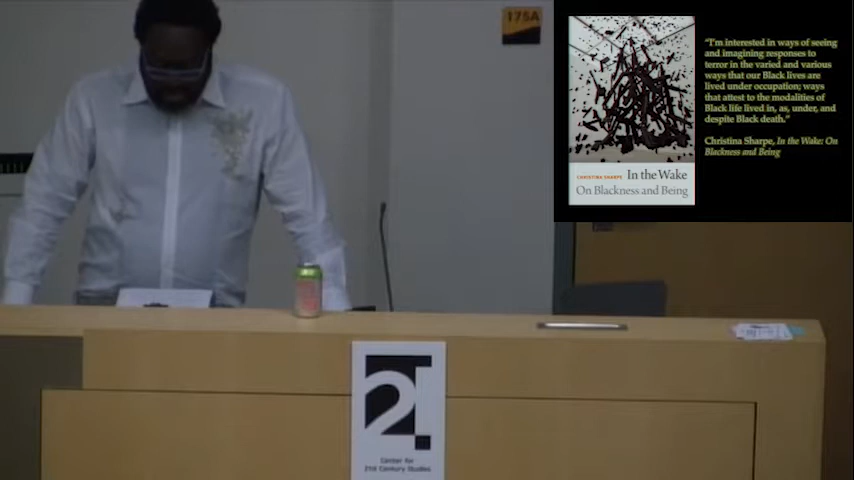 175A
"I'm interested in ways of seeing
and imagining responses to
terror in the varied and various
ways that our Black lives are
lived under occupation; ways
that attest to the modalities of
Black life lived in, as, under, and
despite Black death."
Christina Sharpe, In the Wake: On
Blackness and Being
CHRISTINA SHARPE In the Wake
On Blackness and Being
21
Center for
21st Century Studies